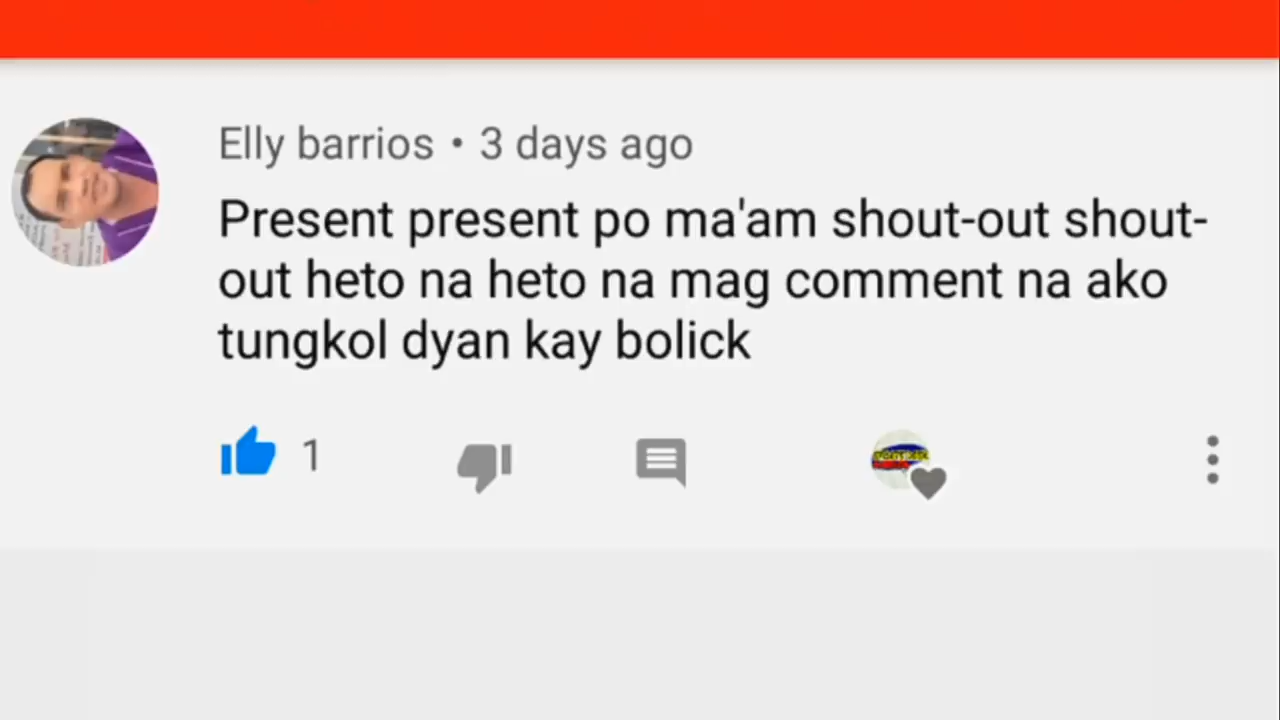 Elly barrios • 3 days ago
Present present po ma'am shout-out shout-
out heto na heto na mag comment na ako
tungkol dyan kay bolick
1